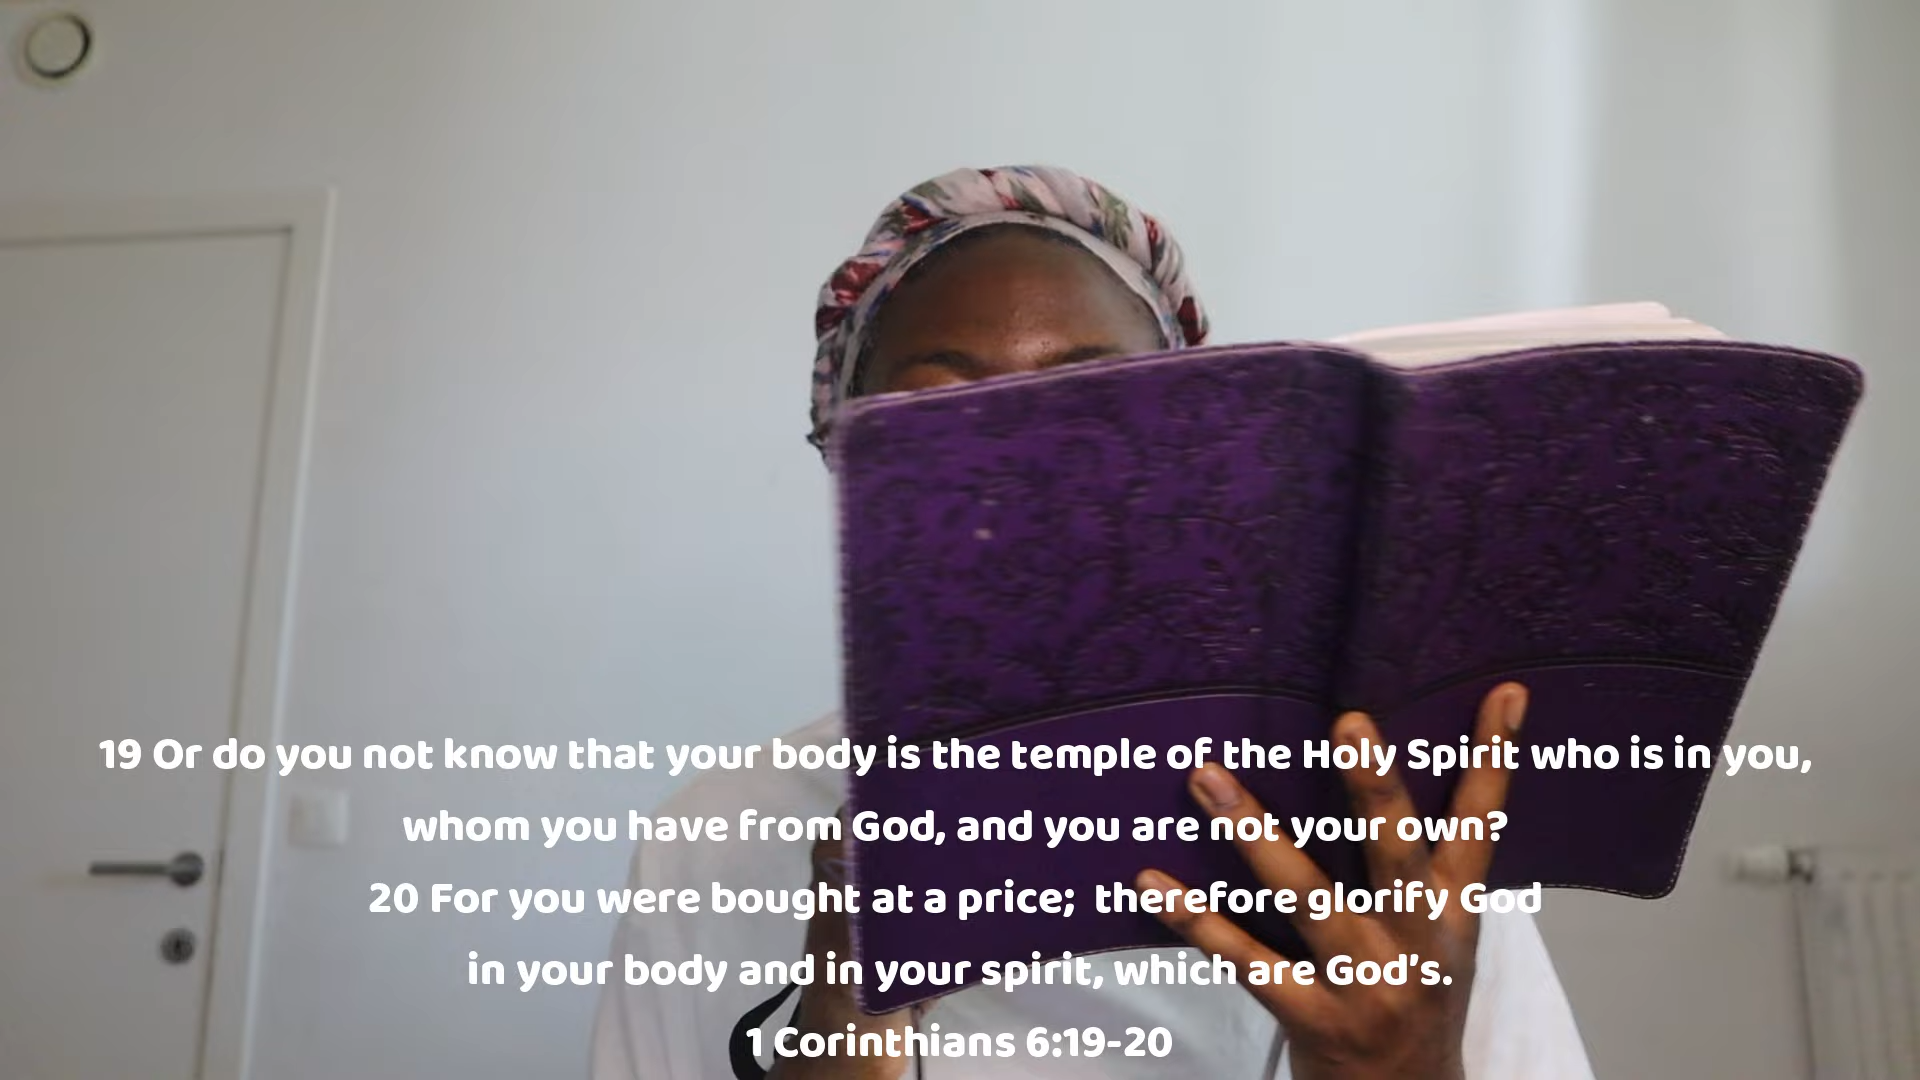 19 Or do you not know that your body is the temple of the Holy Spirit who is in you,
whom you have from God, and you are not your own?
20 For you were bought at a price;  therefore glorify God
in your body and in your spirit, which are God's.
1 Corinthians 6:19-20